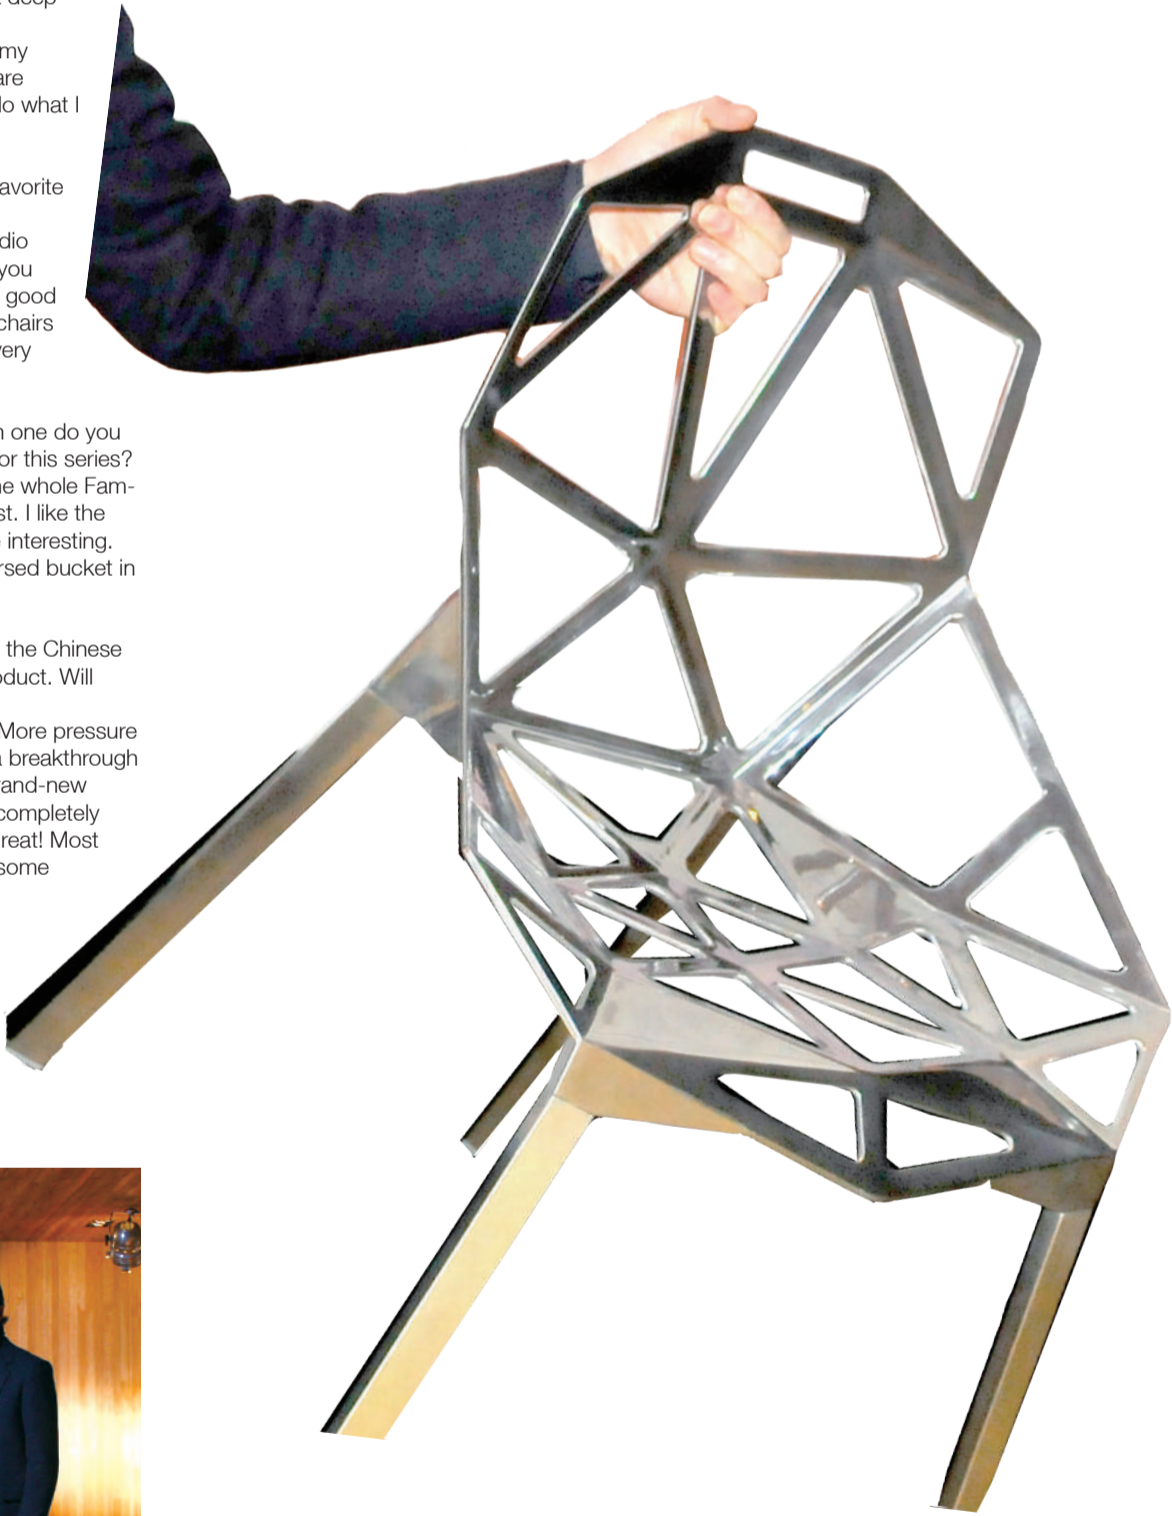 deep
my
are
do what I
avorite
dio
you
good
chairs
very
n one do you
or this series?
ne whole Fam-
st. I like the
interesting.
rsed bucket in
the Chinese
oduct. Will
More pressure
a breakthrough
and-new
completely
reat! Most
some